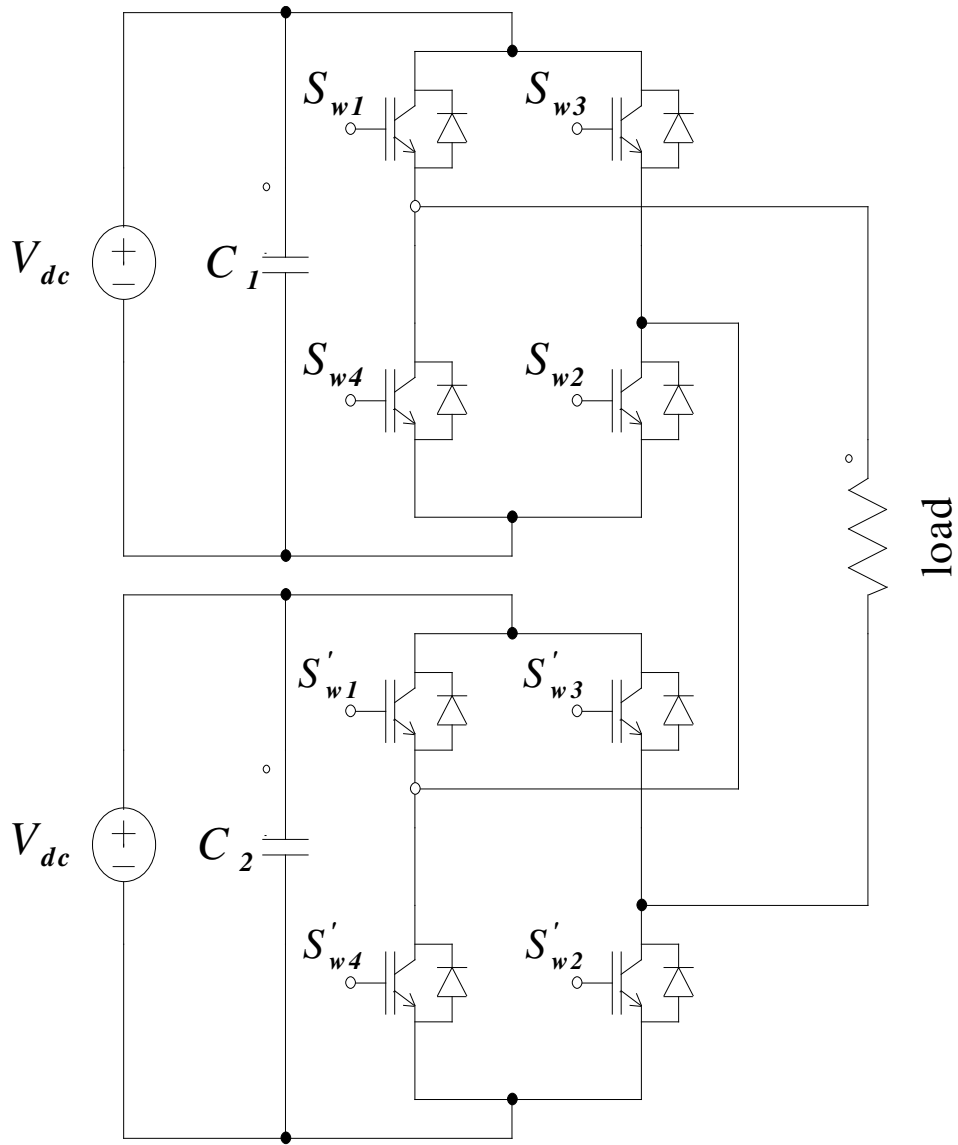 S_w1
S_w3
V_dc
+
−
C_1
S_w4
S_w2
load
S'_w1
S'_w3
V_dc
+
−
C_2
S'_w4
S'_w2